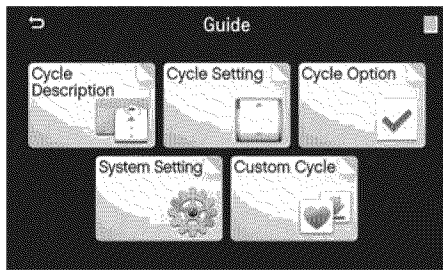 Guide
Cycle Description
Cycle Setting
Cycle Option
System Setting
Custom Cycle